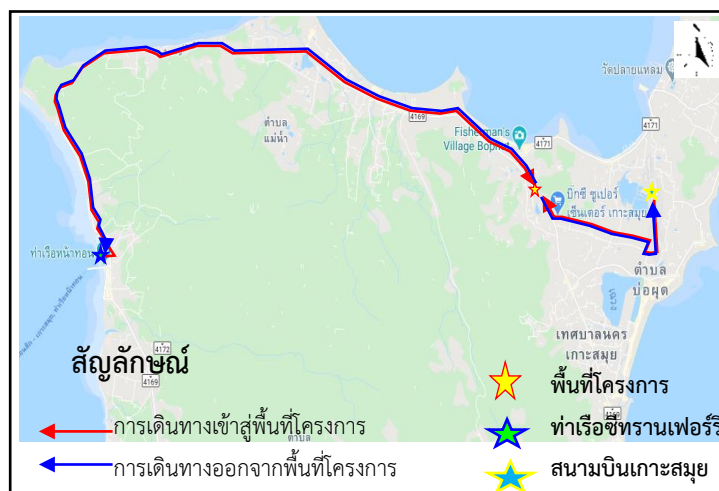 วัดปลายแหลม
4171
4169
Fisherman's
Village Bophut
4171
ตำบล
แม่น้ำ
บิ๊กซี ซูเปอร์
เซ็นเตอร์ เกาะสมุย
ท่าเรือหน้าทอน
ตำบล
บ่อผุด
เทศบาลนคร
เกาะสมุย
4172
4169
สัญลักษณ์
พื้นที่โครงการ
การเดินทางเข้าสู่พื้นที่โครงการ
ท่าเรือซีทรานเฟอร์รี่
ตำบล
การเดินทางออกจากพื้นที่โครงการ
สนามบินเกาะสมุย